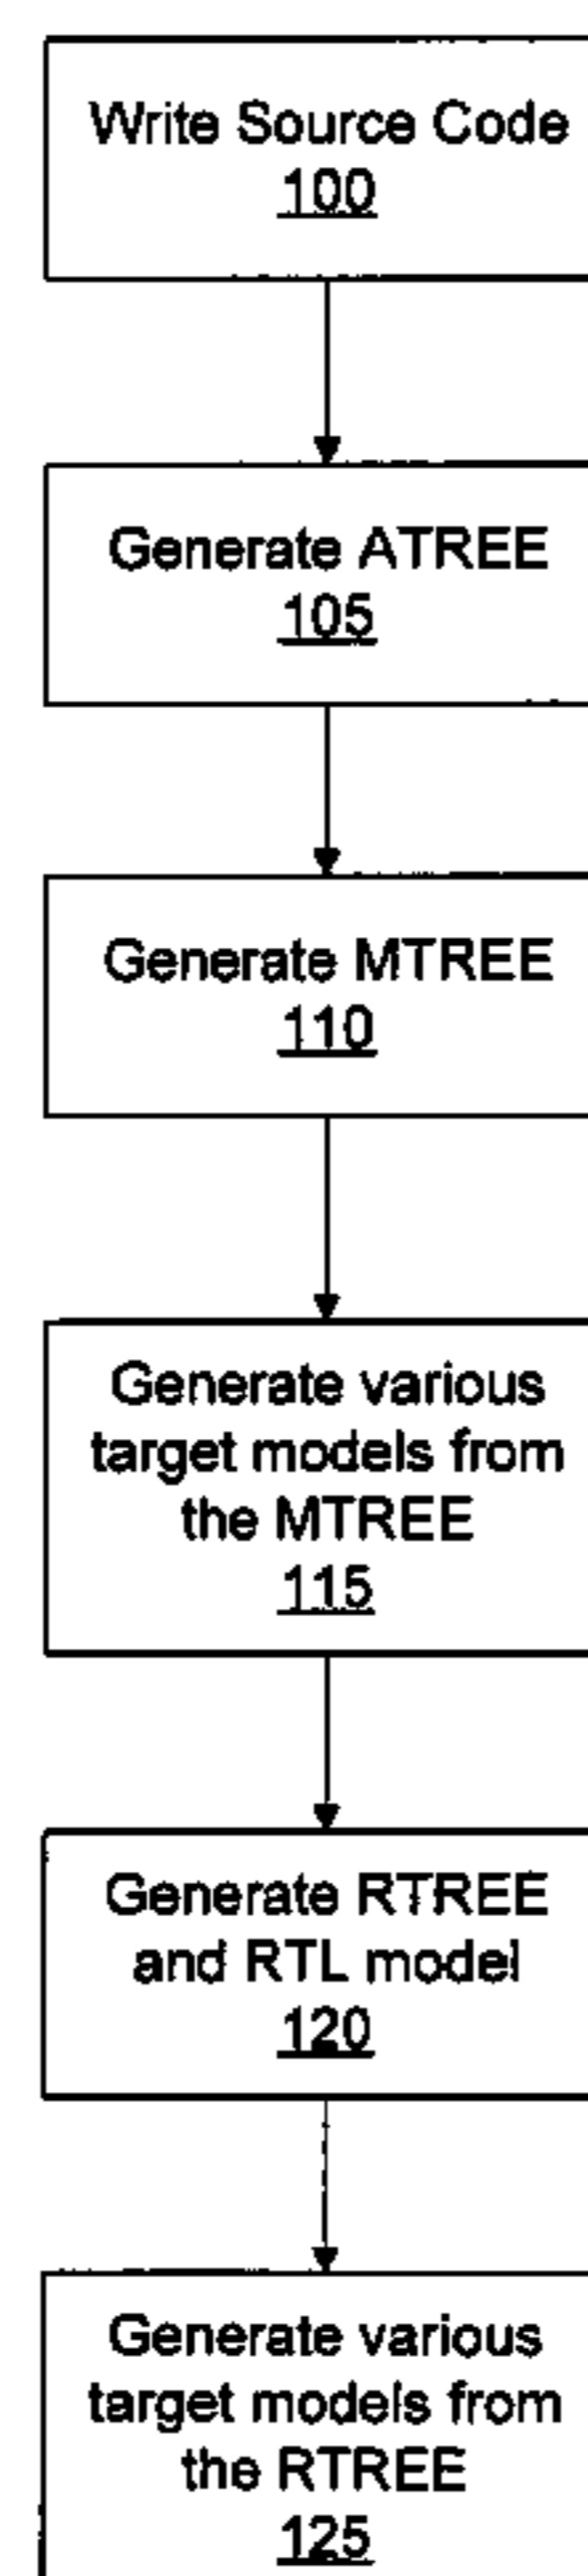 Write Source Code
100
Generate ATREE
105
Generate MTREE
110
Generate various
target models from
the MTREE
115
Generate RTREE
and RTL model
120
Generate various
target models from
the RTREE
125